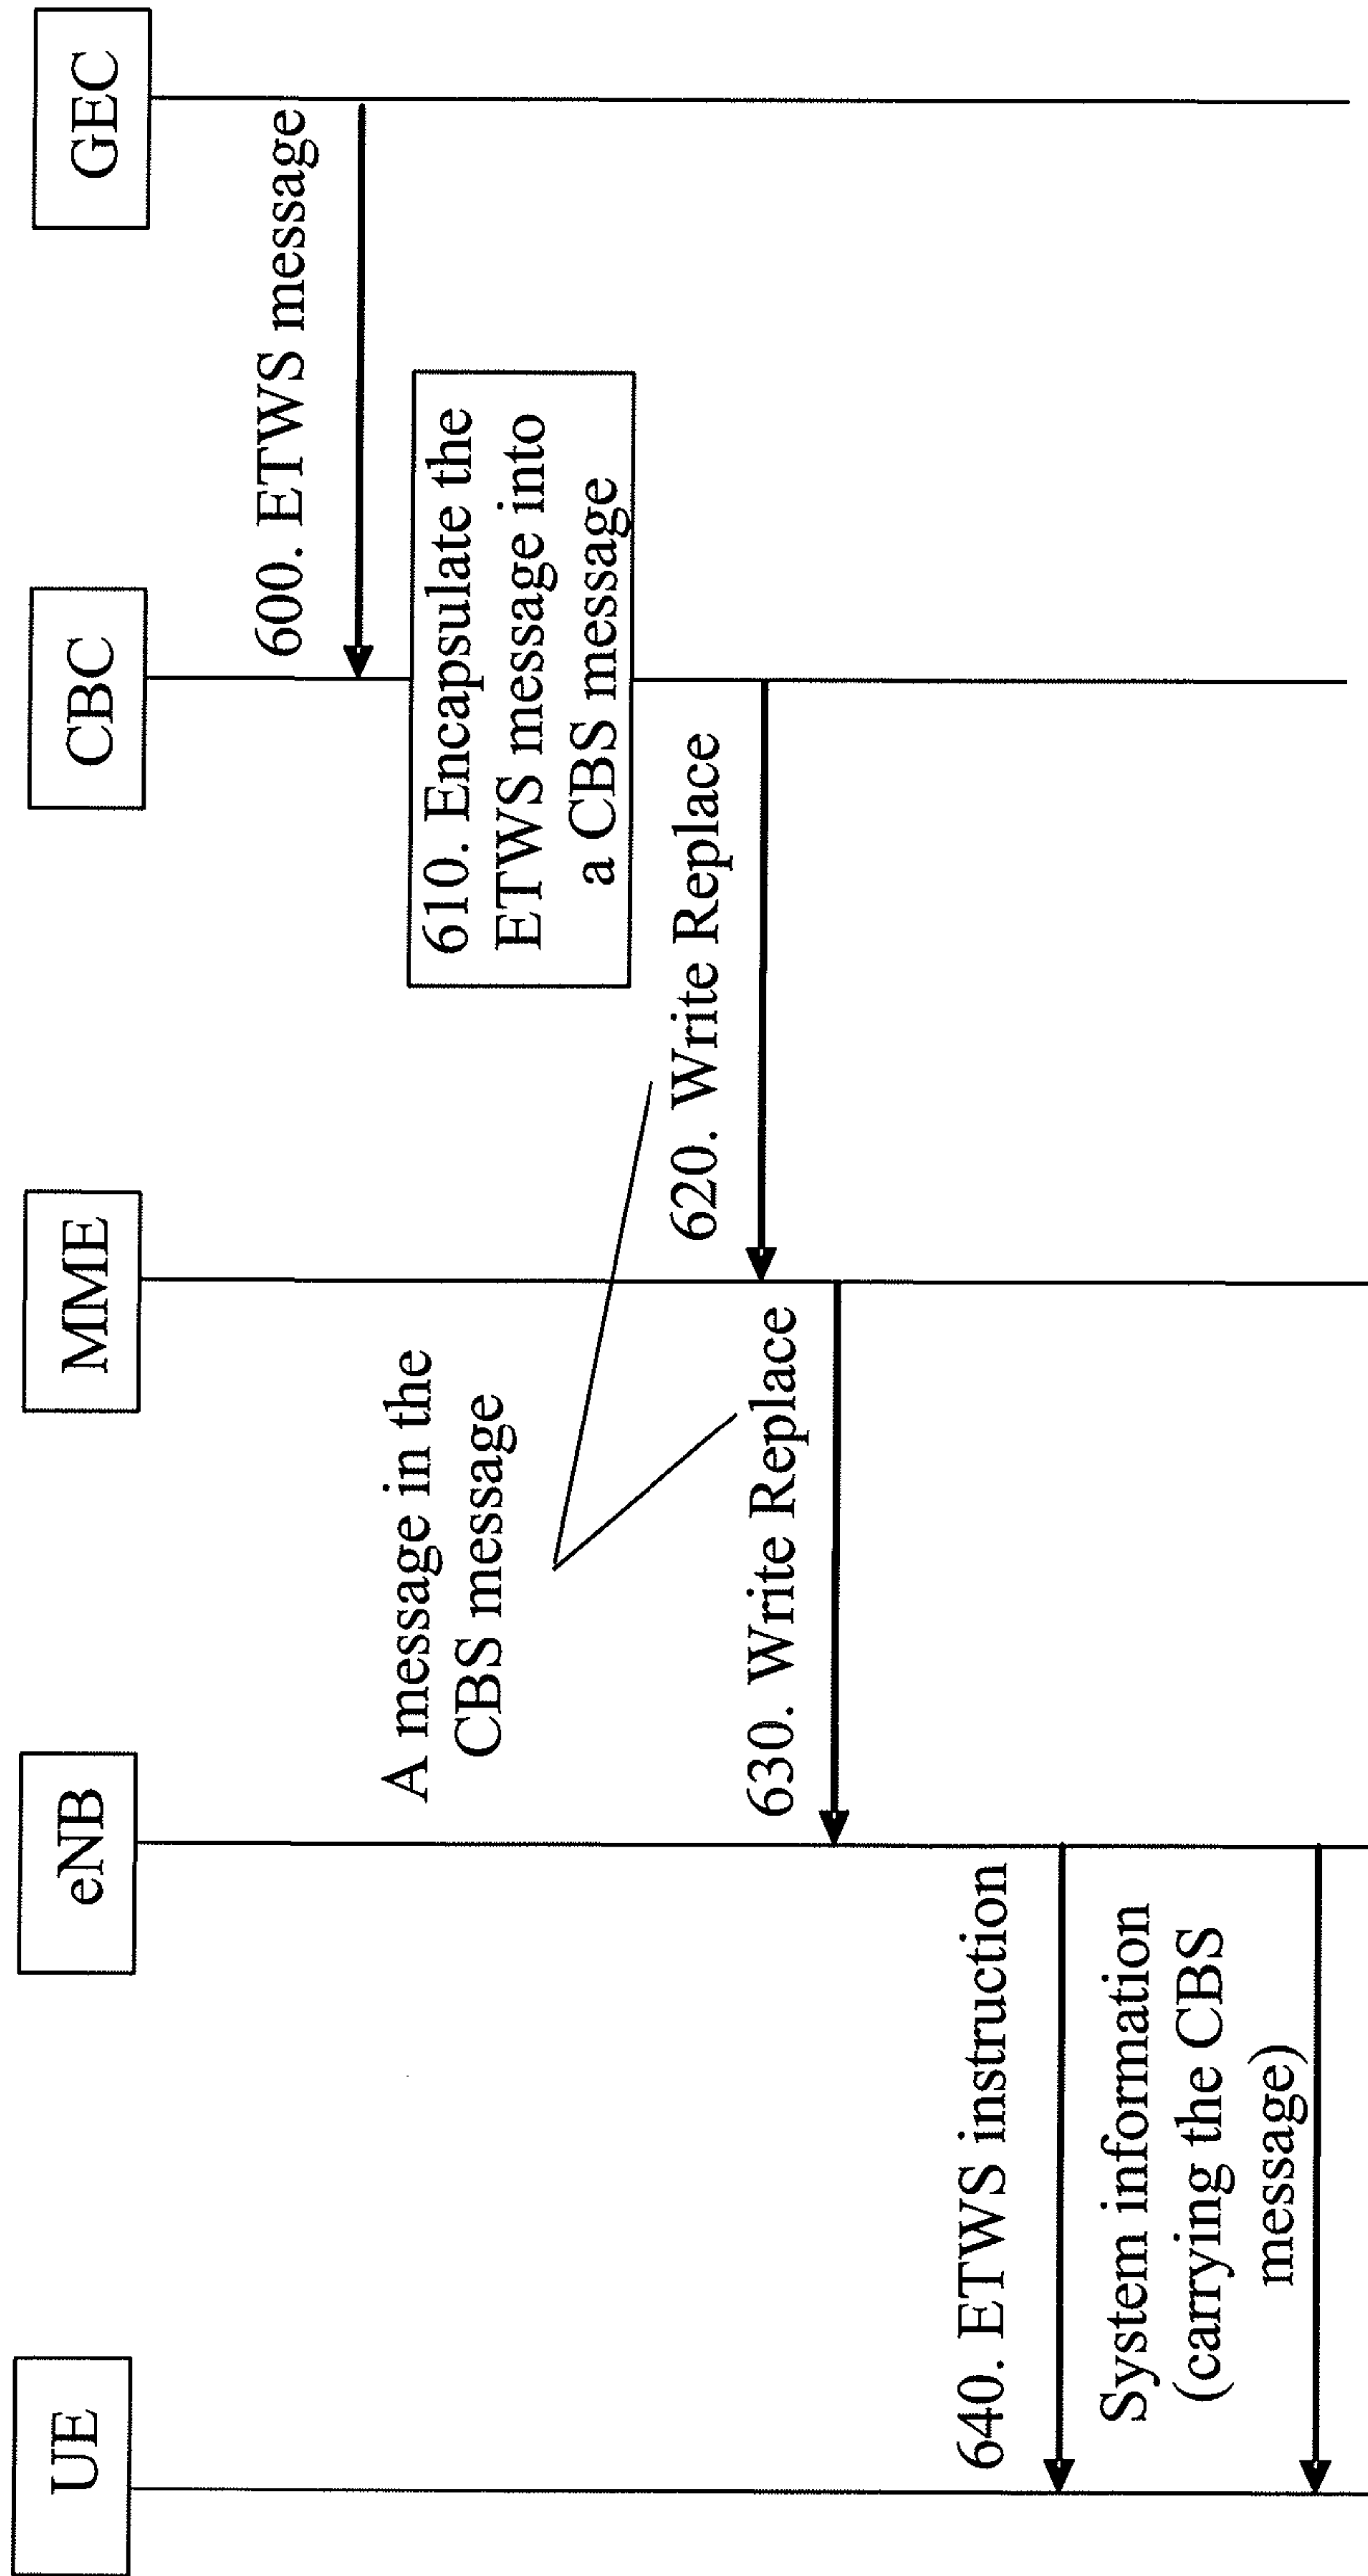 UE
eNB
MME
CBC
GEC
600. ETWS message
610. Encapsulate the
ETWS message into
a CBS message
A message in the
CBS message
620. Write Replace
630. Write Replace
640. ETWS instruction
System information
(carrying the CBS
message)